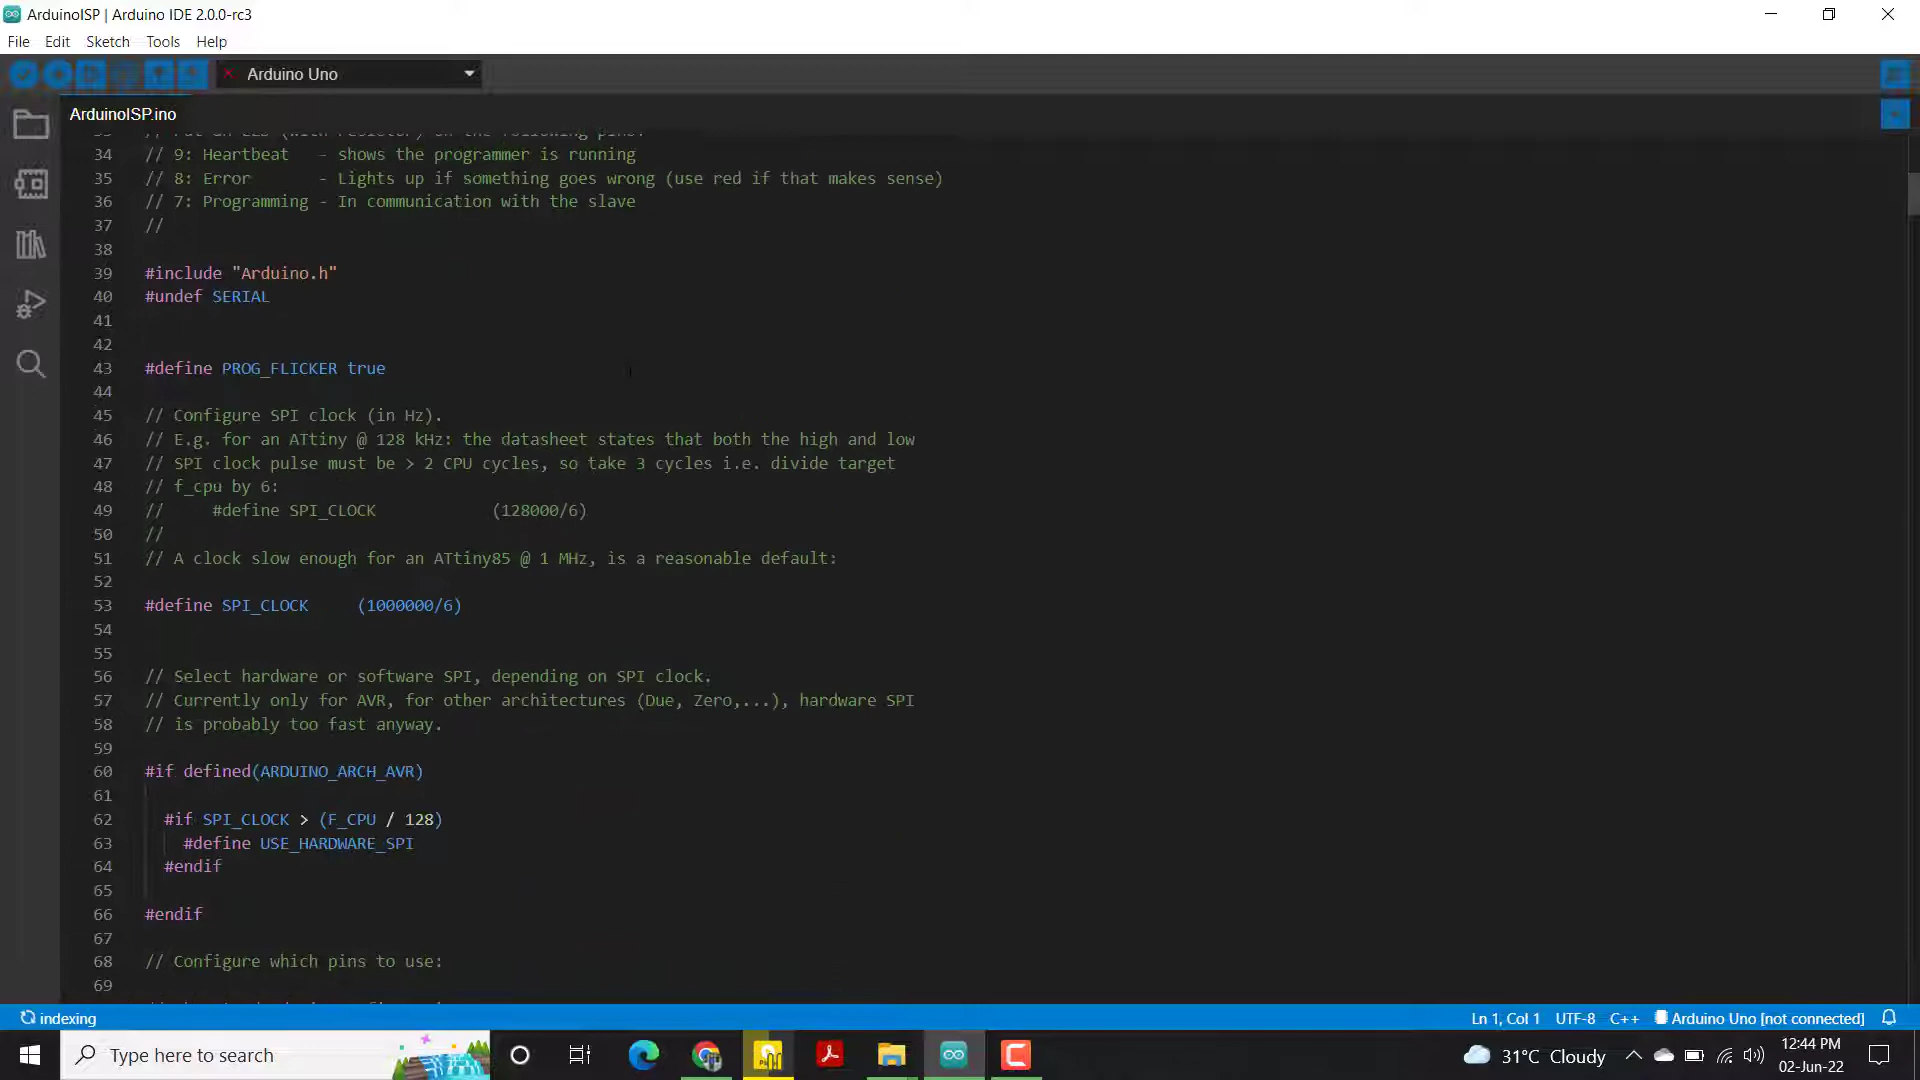 ArduinoISP | Arduino IDE 2.0.0-rc3
File Edit Sketch Tools Help
Arduino Uno
ArduinoISP.ino
34 // 9: Heartbeat - shows the programmer is running
35 // 8: Error - Lights up if something goes wrong (use red if that makes sense)
36 // 7: Programming - In communication with the slave
37 //
38
39 #include "Arduino.h"
40 #undef SERIAL
41
42
43 #define PROG_FLICKER true
44
45 // Configure SPI clock (in Hz).
46 // E.g. for an ATtiny @ 128 kHz: the datasheet states that both the high and low
47 // SPI clock pulse must be > 2 CPU cycles, so take 3 cycles i.e. divide target
48 // f_cpu by 6:
49 // #define SPI_CLOCK (128000/6)
50 //
51 // A clock slow enough for an ATtiny85 @ 1 MHz, is a reasonable default:
52
53 #define SPI_CLOCK (1000000/6)
54
55
56 // Select hardware or software SPI, depending on SPI clock.
57 // Currently only for AVR, for other architectures (Due, Zero,...), hardware SPI
58 // is probably too fast anyway.
59
60 #if defined(ARDUINO_ARCH_AVR)
61
62 #if SPI_CLOCK > (F_CPU / 128)
63 #define USE_HARDWARE_SPI
64 #endif
65
66 #endif
67
68 // Configure which pins to use:
69
indexing
Ln 1, Col 1 UTF-8 C++ Arduino Uno [not connected]
Type here to search
31°C Cloudy
12:44 PM
02-Jun-22